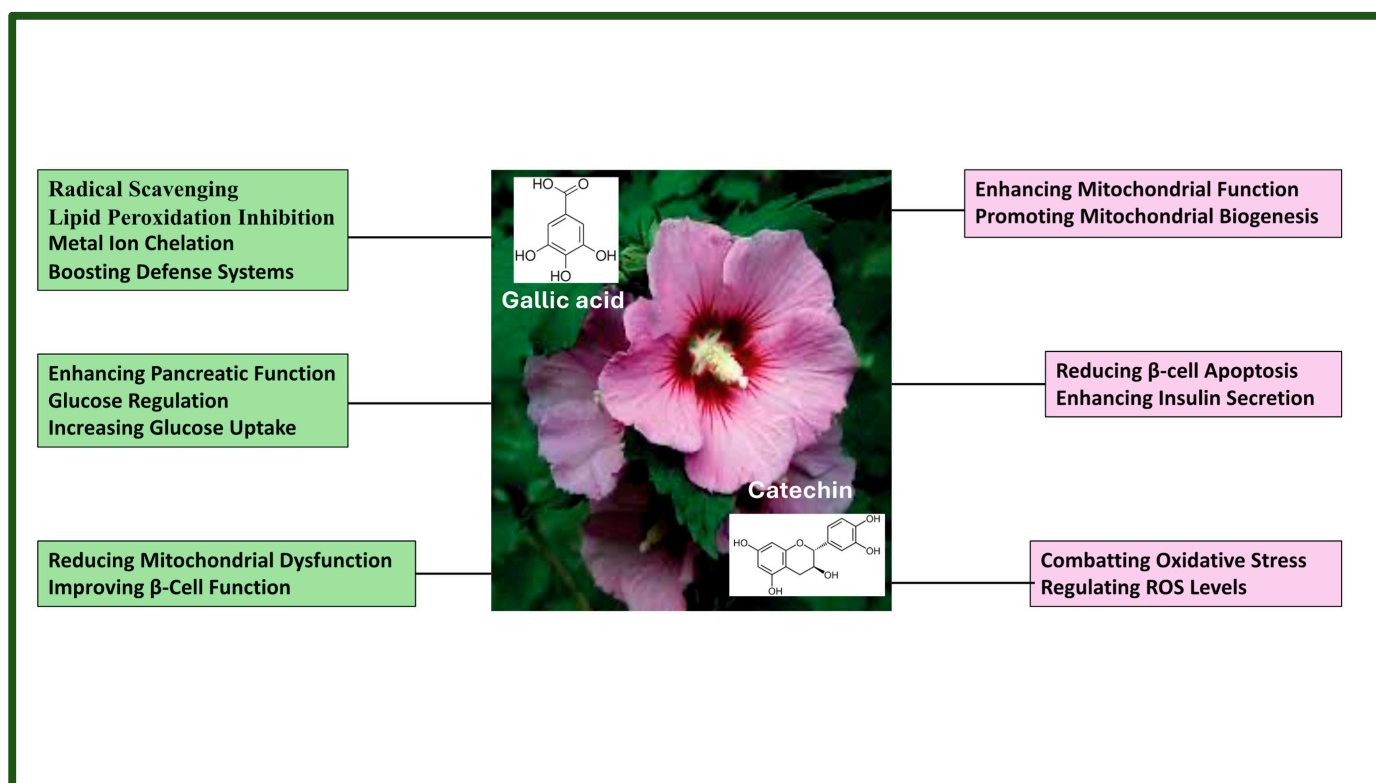 Radical Scavenging
Lipid Peroxidation Inhibition
Metal Ion Chelation
Boosting Defense Systems
Enhancing Pancreatic Function
Glucose Regulation
Increasing Glucose Uptake
Reducing Mitochondrial Dysfunction
Improving β-Cell Function
HO
O
HO
OH
OH
Gallic acid
Catechin
OH
HO
O
OH
OH
OH
Enhancing Mitochondrial Function
Promoting Mitochondrial Biogenesis
Reducing β-cell Apoptosis
Enhancing Insulin Secretion
Combatting Oxidative Stress
Regulating ROS Levels